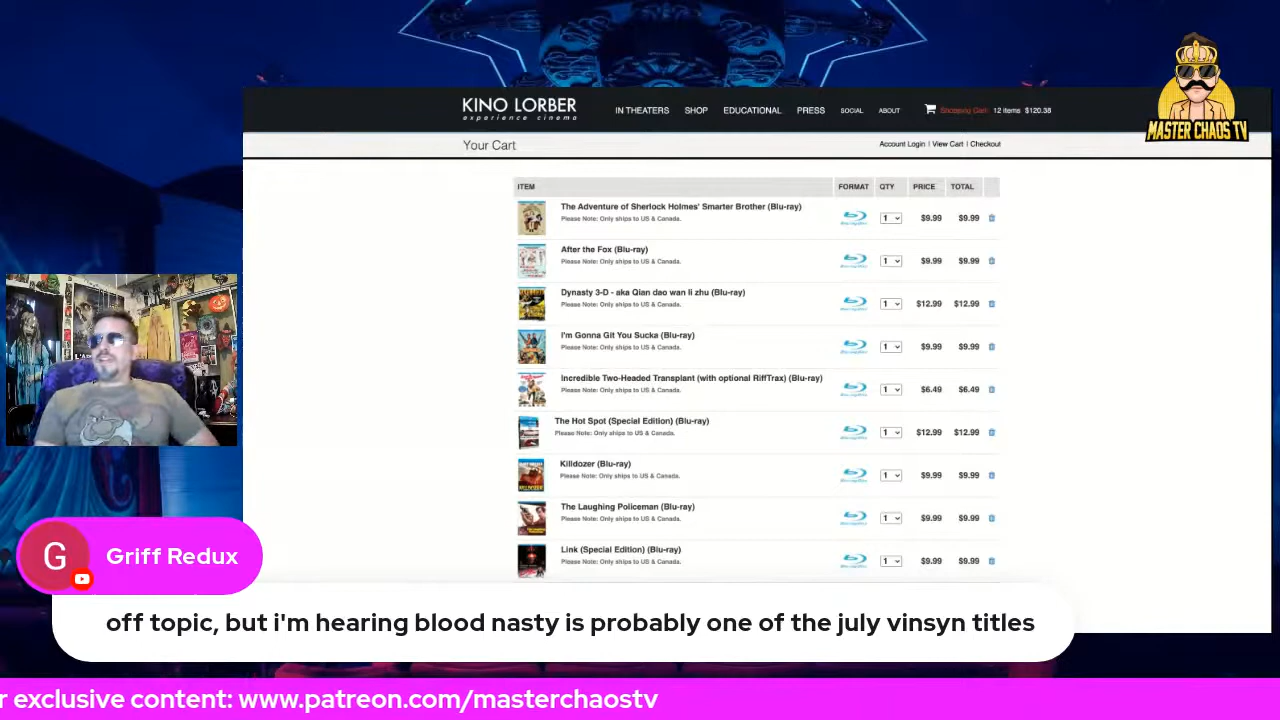 KINO LORBER
experience cinema
IN THEATERS SHOP EDUCATIONAL PRESS SOCIAL ABOUT Shopping Cart: 12 items $120.38
MASTER CHAOS TV
Your Cart
Account Login | View Cart | Checkout
ITEM FORMAT QTY PRICE TOTAL
The Adventure of Sherlock Holmes' Smarter Brother (Blu-ray)
Please Note: Only ships to US & Canada.
1 $9.99 $9.99
After the Fox (Blu-ray)
Please Note: Only ships to US & Canada.
1 $9.99 $9.99
Dynasty 3-D - aka Qian dao wan li zhu (Blu-ray)
Please Note: Only ships to US & Canada.
1 $12.99 $12.99
I'm Gonna Git You Sucka (Blu-ray)
Please Note: Only ships to US & Canada.
1 $9.99 $9.99
Incredible Two-Headed Transplant (with optional RiffTrax) (Blu-ray)
Please Note: Only ships to US & Canada.
1 $6.49 $6.49
The Hot Spot (Special Edition) (Blu-ray)
Please Note: Only ships to US & Canada.
1 $12.99 $12.99
Killdozer (Blu-ray)
Please Note: Only ships to US & Canada.
1 $9.99 $9.99
The Laughing Policeman (Blu-ray)
Please Note: Only ships to US & Canada.
1 $9.99 $9.99
Link (Special Edition) (Blu-ray)
Please Note: Only ships to US & Canada.
1 $9.99 $9.99
G Griff Redux
off topic, but i'm hearing blood nasty is probably one of the july vinsyn titles
r exclusive content: www.patreon.com/masterchaostv